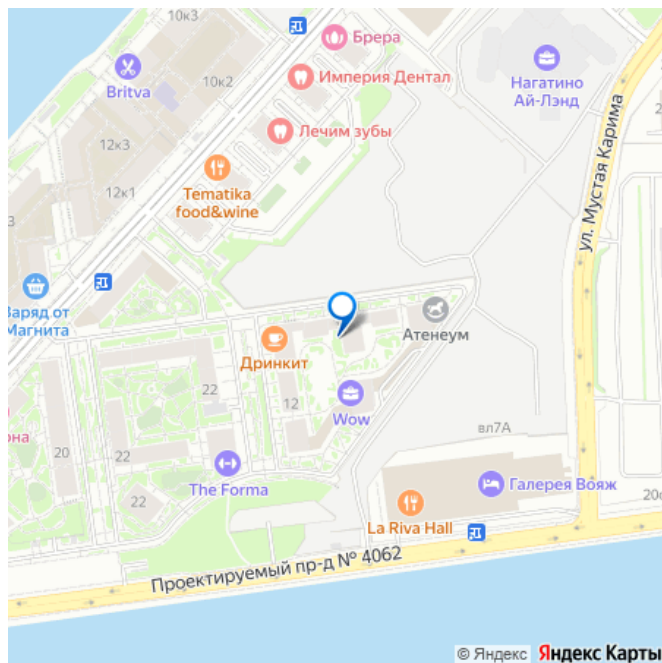 10к3
Брера
10к2
Империя Дентал
Britva
Нагатино
Ай-Лэнд
Лечим зубы
12к3
ул. Мустая Карима
12к1
Tematika
food&wine
Заряд от
Магнита
Атенеум
Дринкит
22
22
12
Wow
вл7А
20
The Forma
Галерея Вояж
22
La Riva Hall
Проектируемый пр-д № 4062
© Яндекс Яндекс Карты